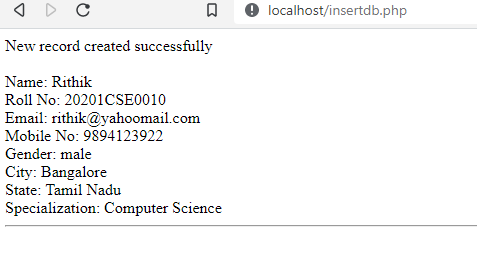 localhost/insertdb.php
New record created successfully
Name: Rithik
Roll No: 20201CSE0010
Email: rithik@yahoomail.com
Mobile No: 9894123922
Gender: male
City: Bangalore
State: Tamil Nadu
Specialization: Computer Science